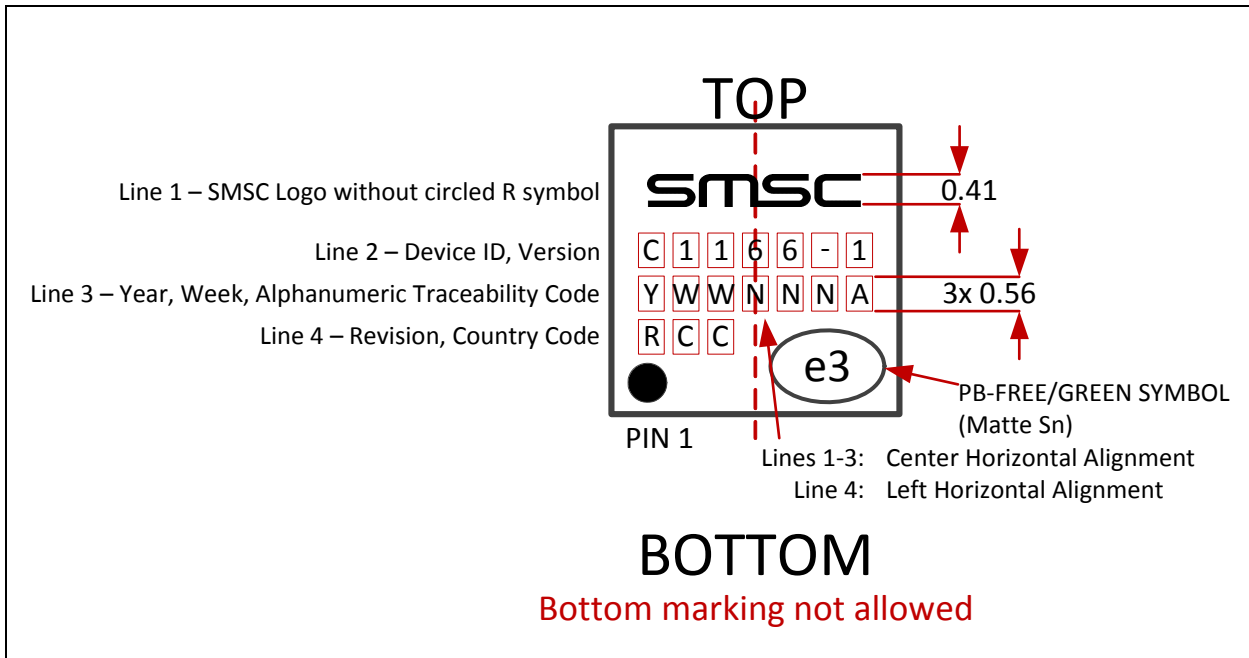 TOP
Line 1 – SMSC Logo without circled R symbol
SMSC
0.41
Line 2 – Device ID, Version
C 1 1 6 6 - 1
Line 3 – Year, Week, Alphanumeric Traceability Code
Y W W N N N A
3x 0.56
Line 4 – Revision, Country Code
R C C
e3
PB-FREE/GREEN SYMBOL
(Matte Sn)
PIN 1
Lines 1-3: Center Horizontal Alignment
Line 4: Left Horizontal Alignment
BOTTOM
Bottom marking not allowed